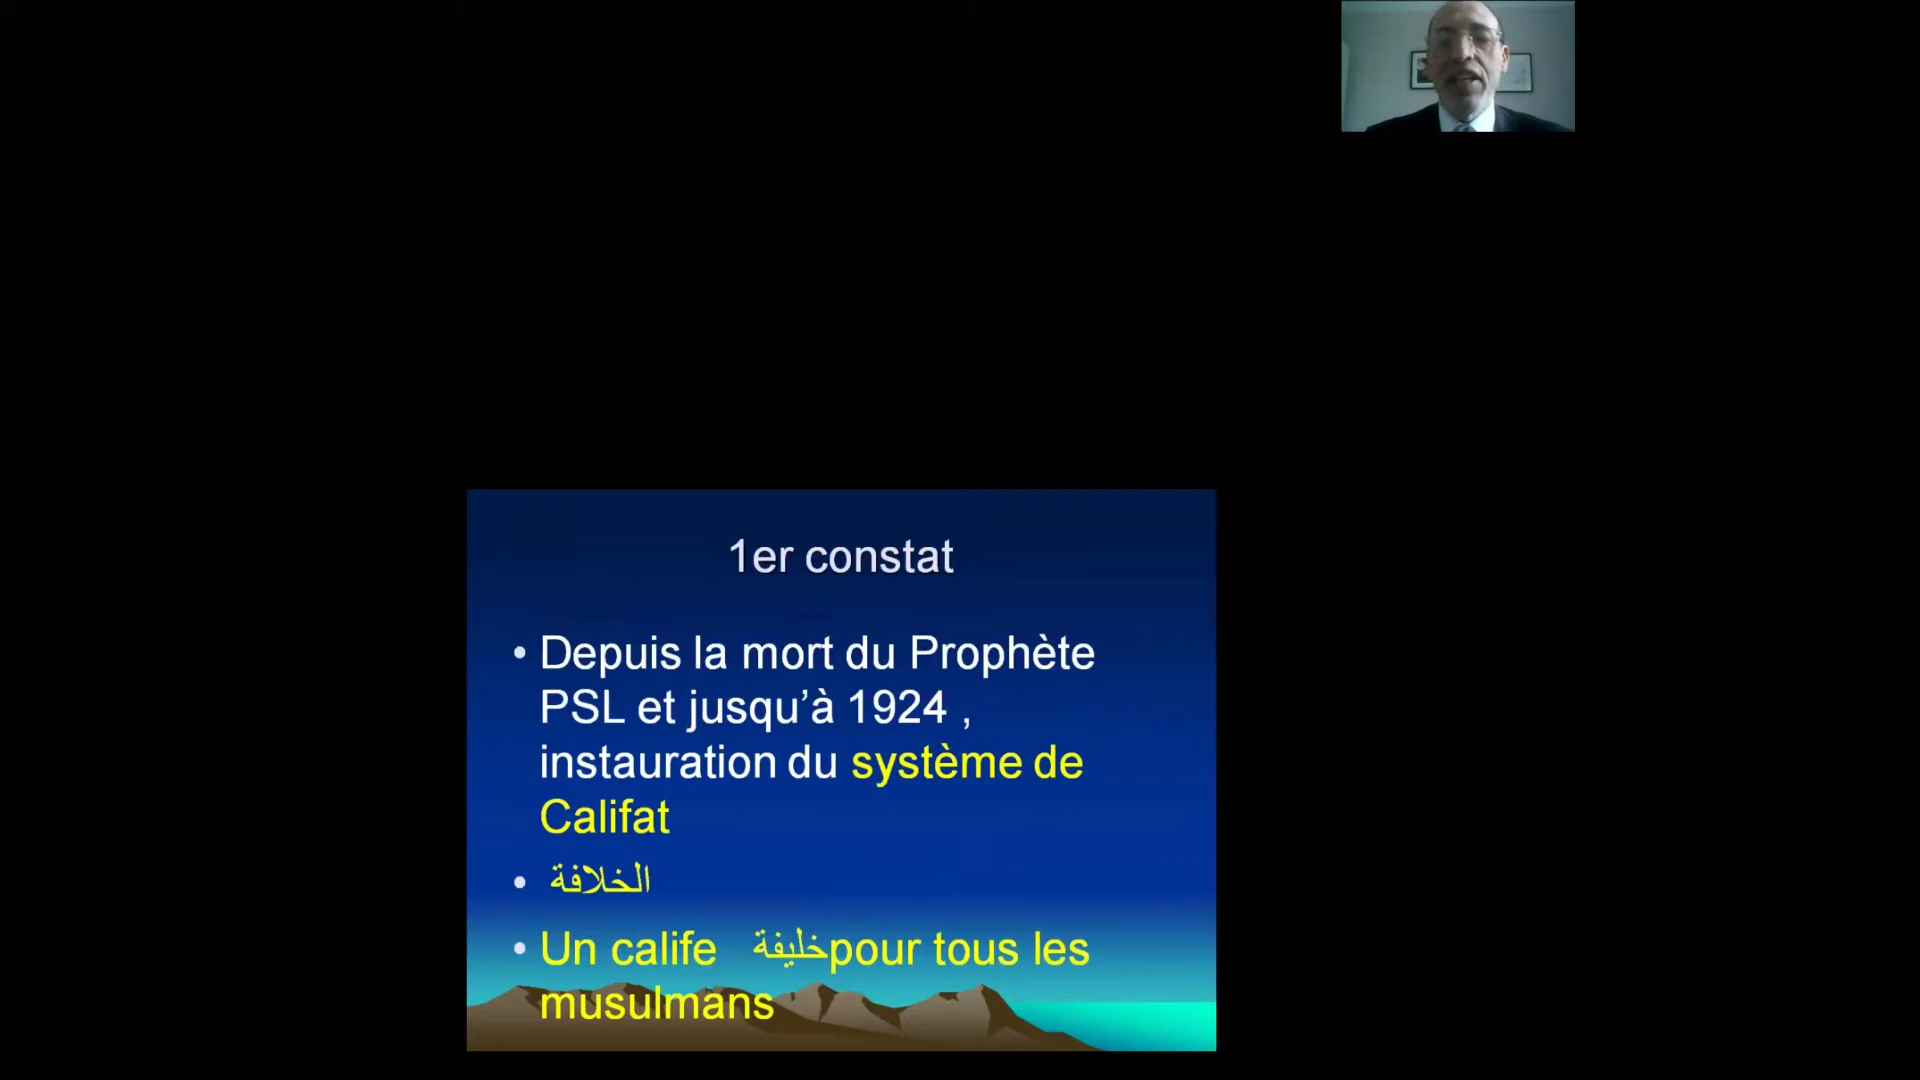 1er constat
• Depuis la mort du Prophète
PSL et jusqu’à 1924 ,
instauration du système de
Califat
• الخلافة
• Un calife خليفة pour tous les
musulmans